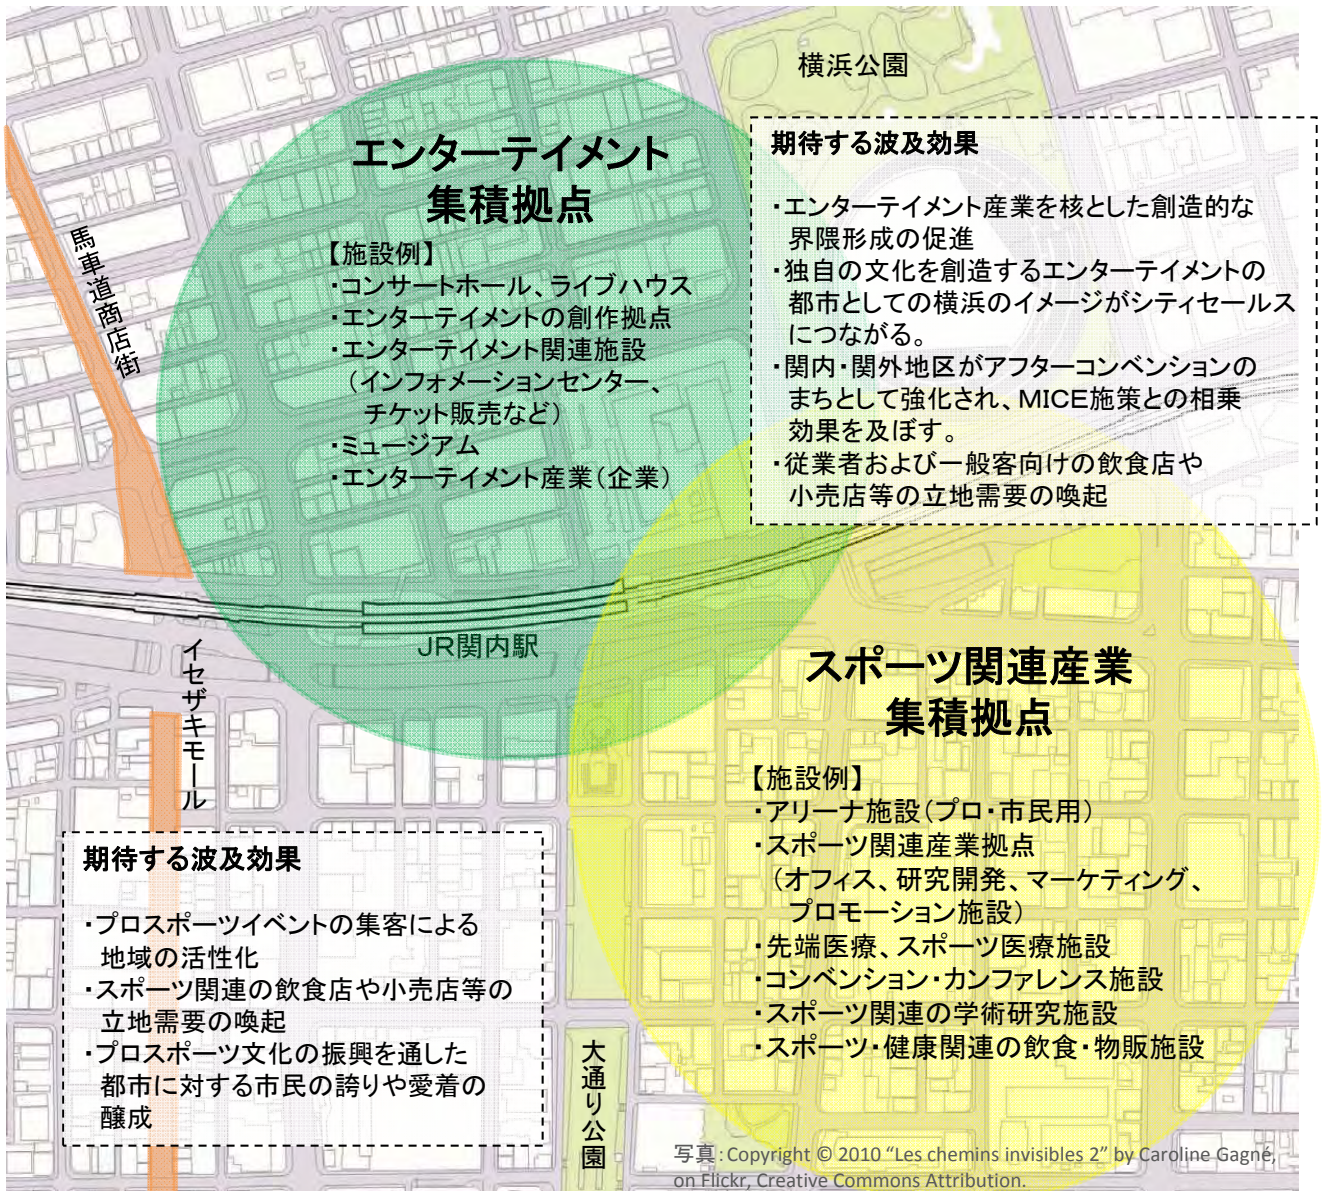 横浜公園
エンターテイメント
集積拠点
【施設例】
・コンサートホール、ライブハウス
・エンターテイメントの創作拠点
・エンターテイメント関連施設
（インフォメーションセンター、
チケット販売など）
・ミュージアム
・エンターテイメント産業（企業）
期待する波及効果
・エンターテイメント産業を核とした創造的な
界隈形成の促進
・独自の文化を創造するエンターテイメントの
都市としての横浜のイメージがシティセールス
につながる。
・関内・関外地区がアフターコンベンションの
まちとして強化され、MICE施策との相乗
効果を及ぼす。
・従業者および一般客向けの飲食店や
小売店等の立地需要の喚起
馬車道商店街
JR関内駅
イセザキモール
スポーツ関連産業
集積拠点
【施設例】
・アリーナ施設（プロ・市民用）
・スポーツ関連産業拠点
（オフィス、研究開発、マーケティング、
プロモーション施設）
・先端医療、スポーツ医療施設
・コンベンション・カンファレンス施設
・スポーツ関連の学術研究施設
・スポーツ・健康関連の飲食・物販施設
期待する波及効果
・プロスポーツイベントの集客による
地域の活性化
・スポーツ関連の飲食店や小売店等の
立地需要の喚起
・プロスポーツ文化の振興を通した
都市に対する市民の誇りや愛着の
醸成
大通り公園
写真：Copyright © 2010 “Les chemins invisibles 2” by Caroline Gagné,
on Flickr, Creative Commons Attribution.